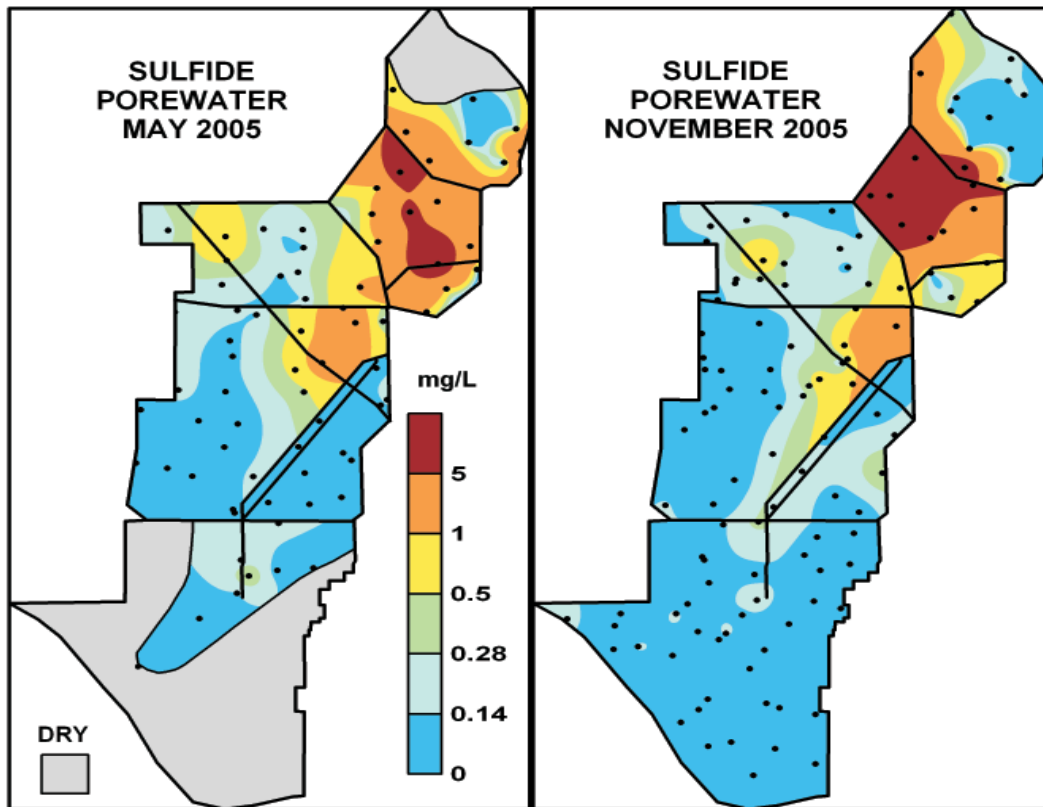 SULFIDE
POREWATER
MAY 2005
mg/L
5
1
0.5
0.28
0.14
0
DRY
SULFIDE
POREWATER
NOVEMBER 2005